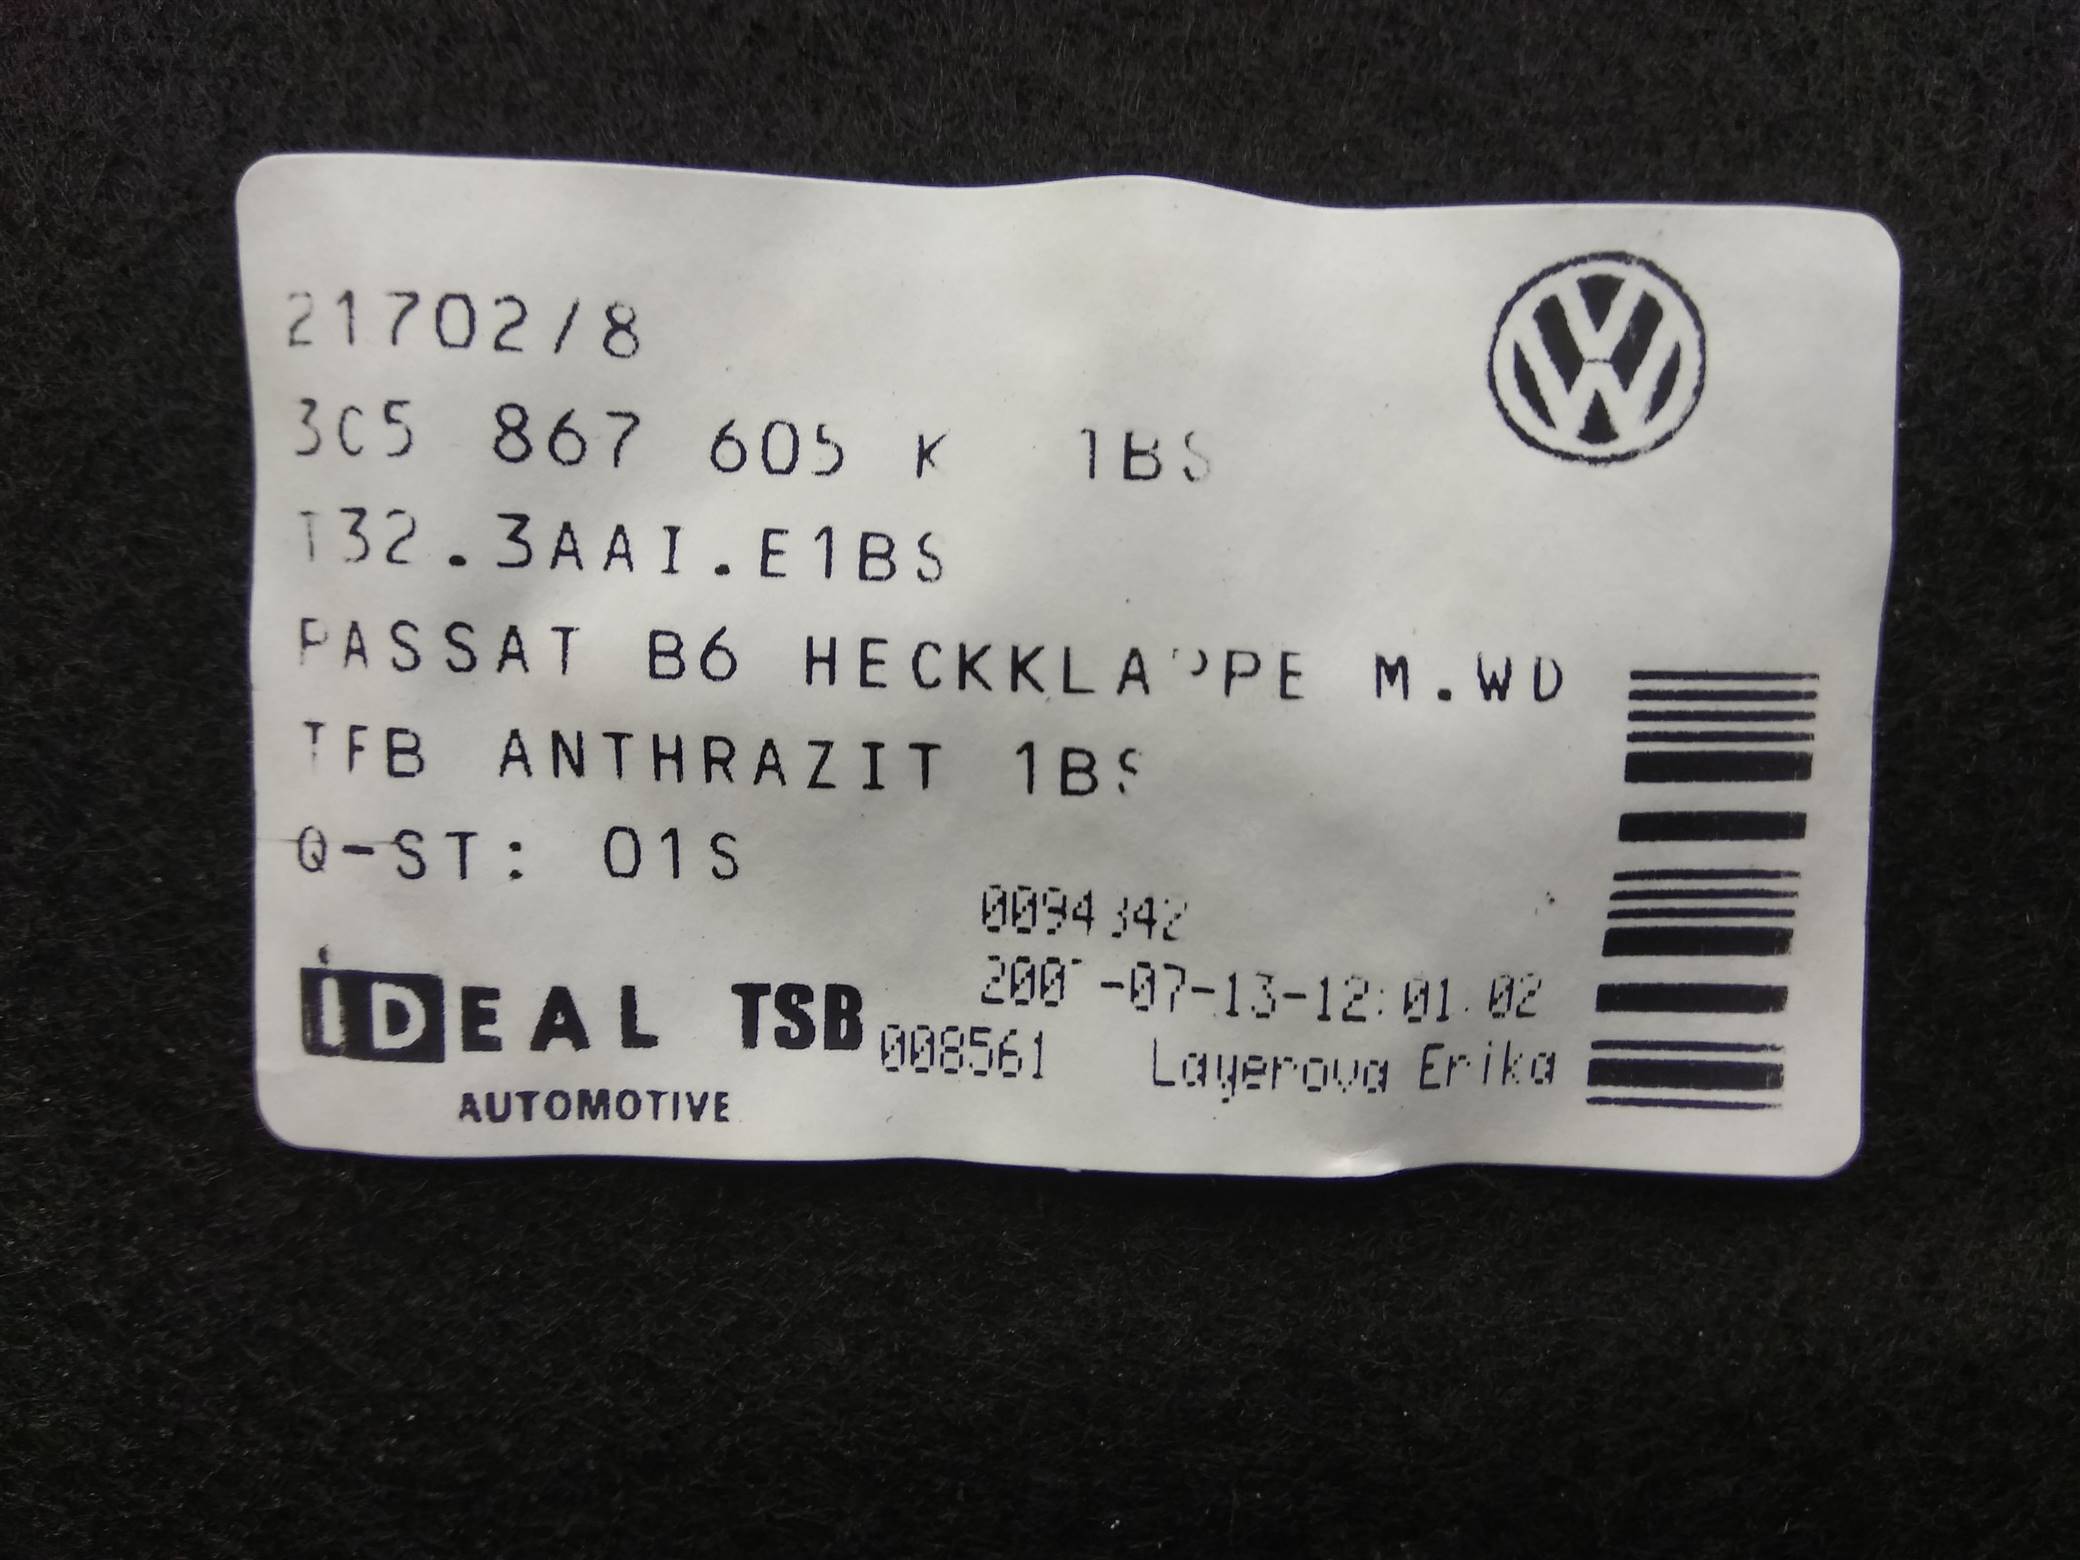 21702/8
3C5 867 605 K 1BS
T32.3AAI.E1BS
PASSAT B6 HECKKLAPPE M.WD
TFB ANTHRAZIT 1BS
Q-ST: 01S
0094342
-07-13-12:01:02
iDEAL TSB
008561 Layerova Erika
AUTOMOTIVE